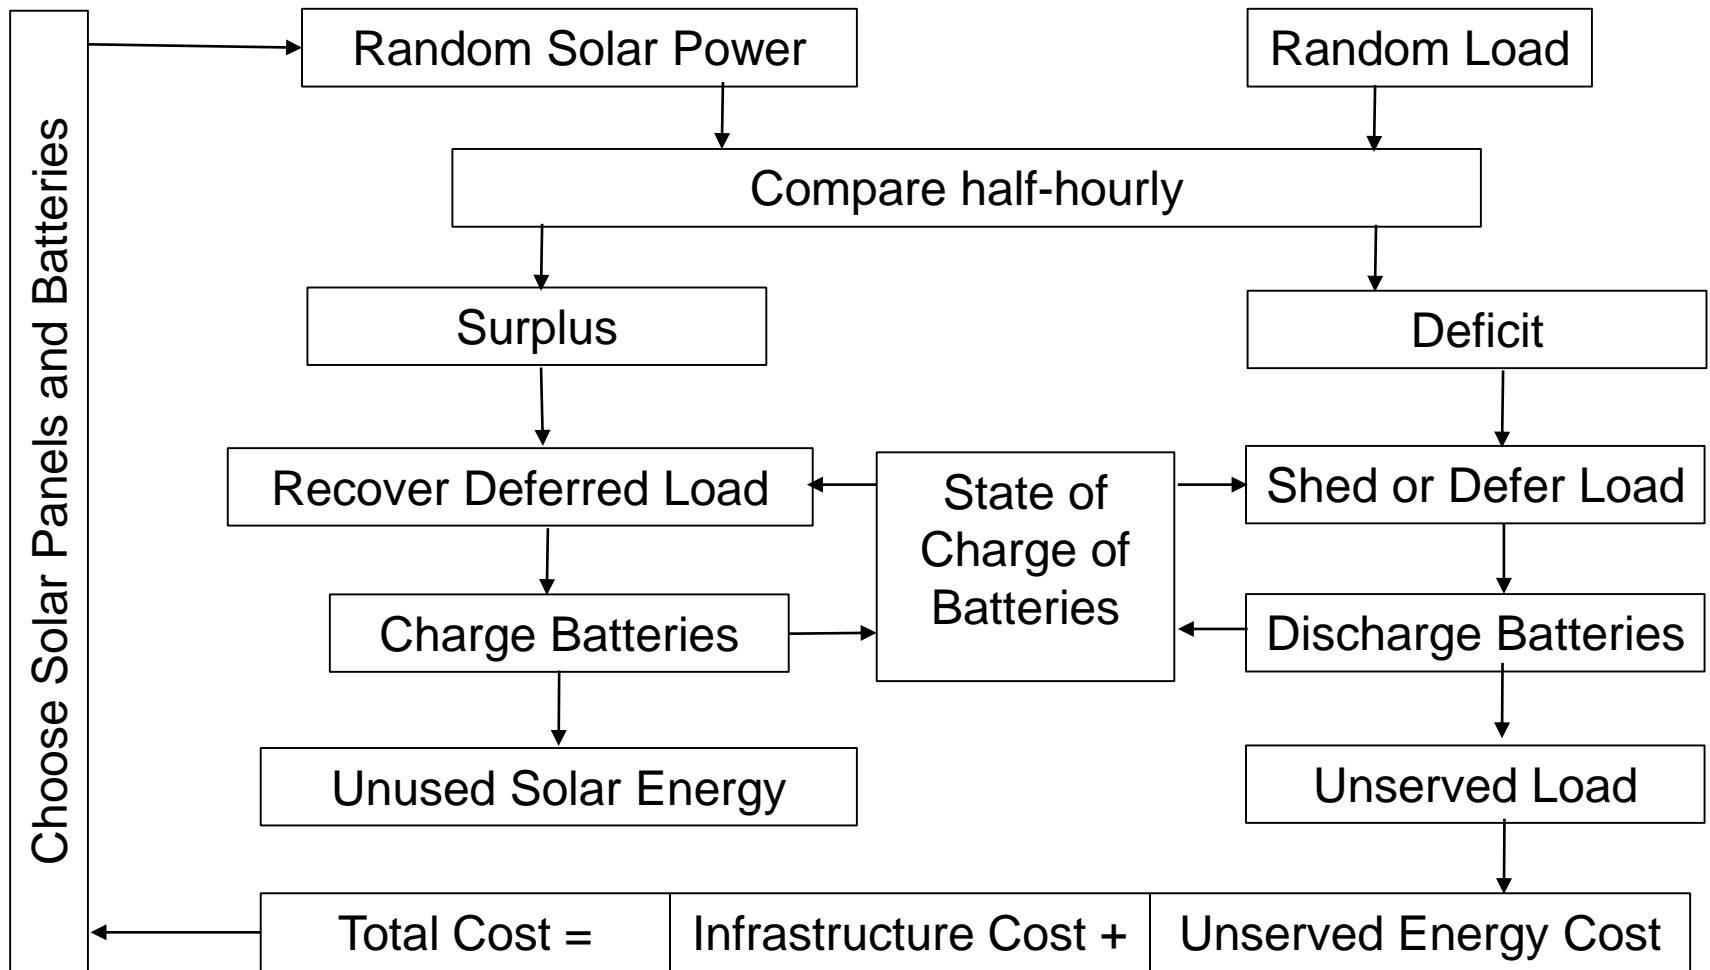 Choose Solar Panels and Batteries
Random Solar Power
Random Load
Compare half-hourly
Surplus
Deficit
Recover Deferred Load
State of
Charge of
Batteries
Shed or Defer Load
Charge Batteries
Discharge Batteries
Unused Solar Energy
Unserved Load
Total Cost =
Infrastructure Cost +
Unserved Energy Cost